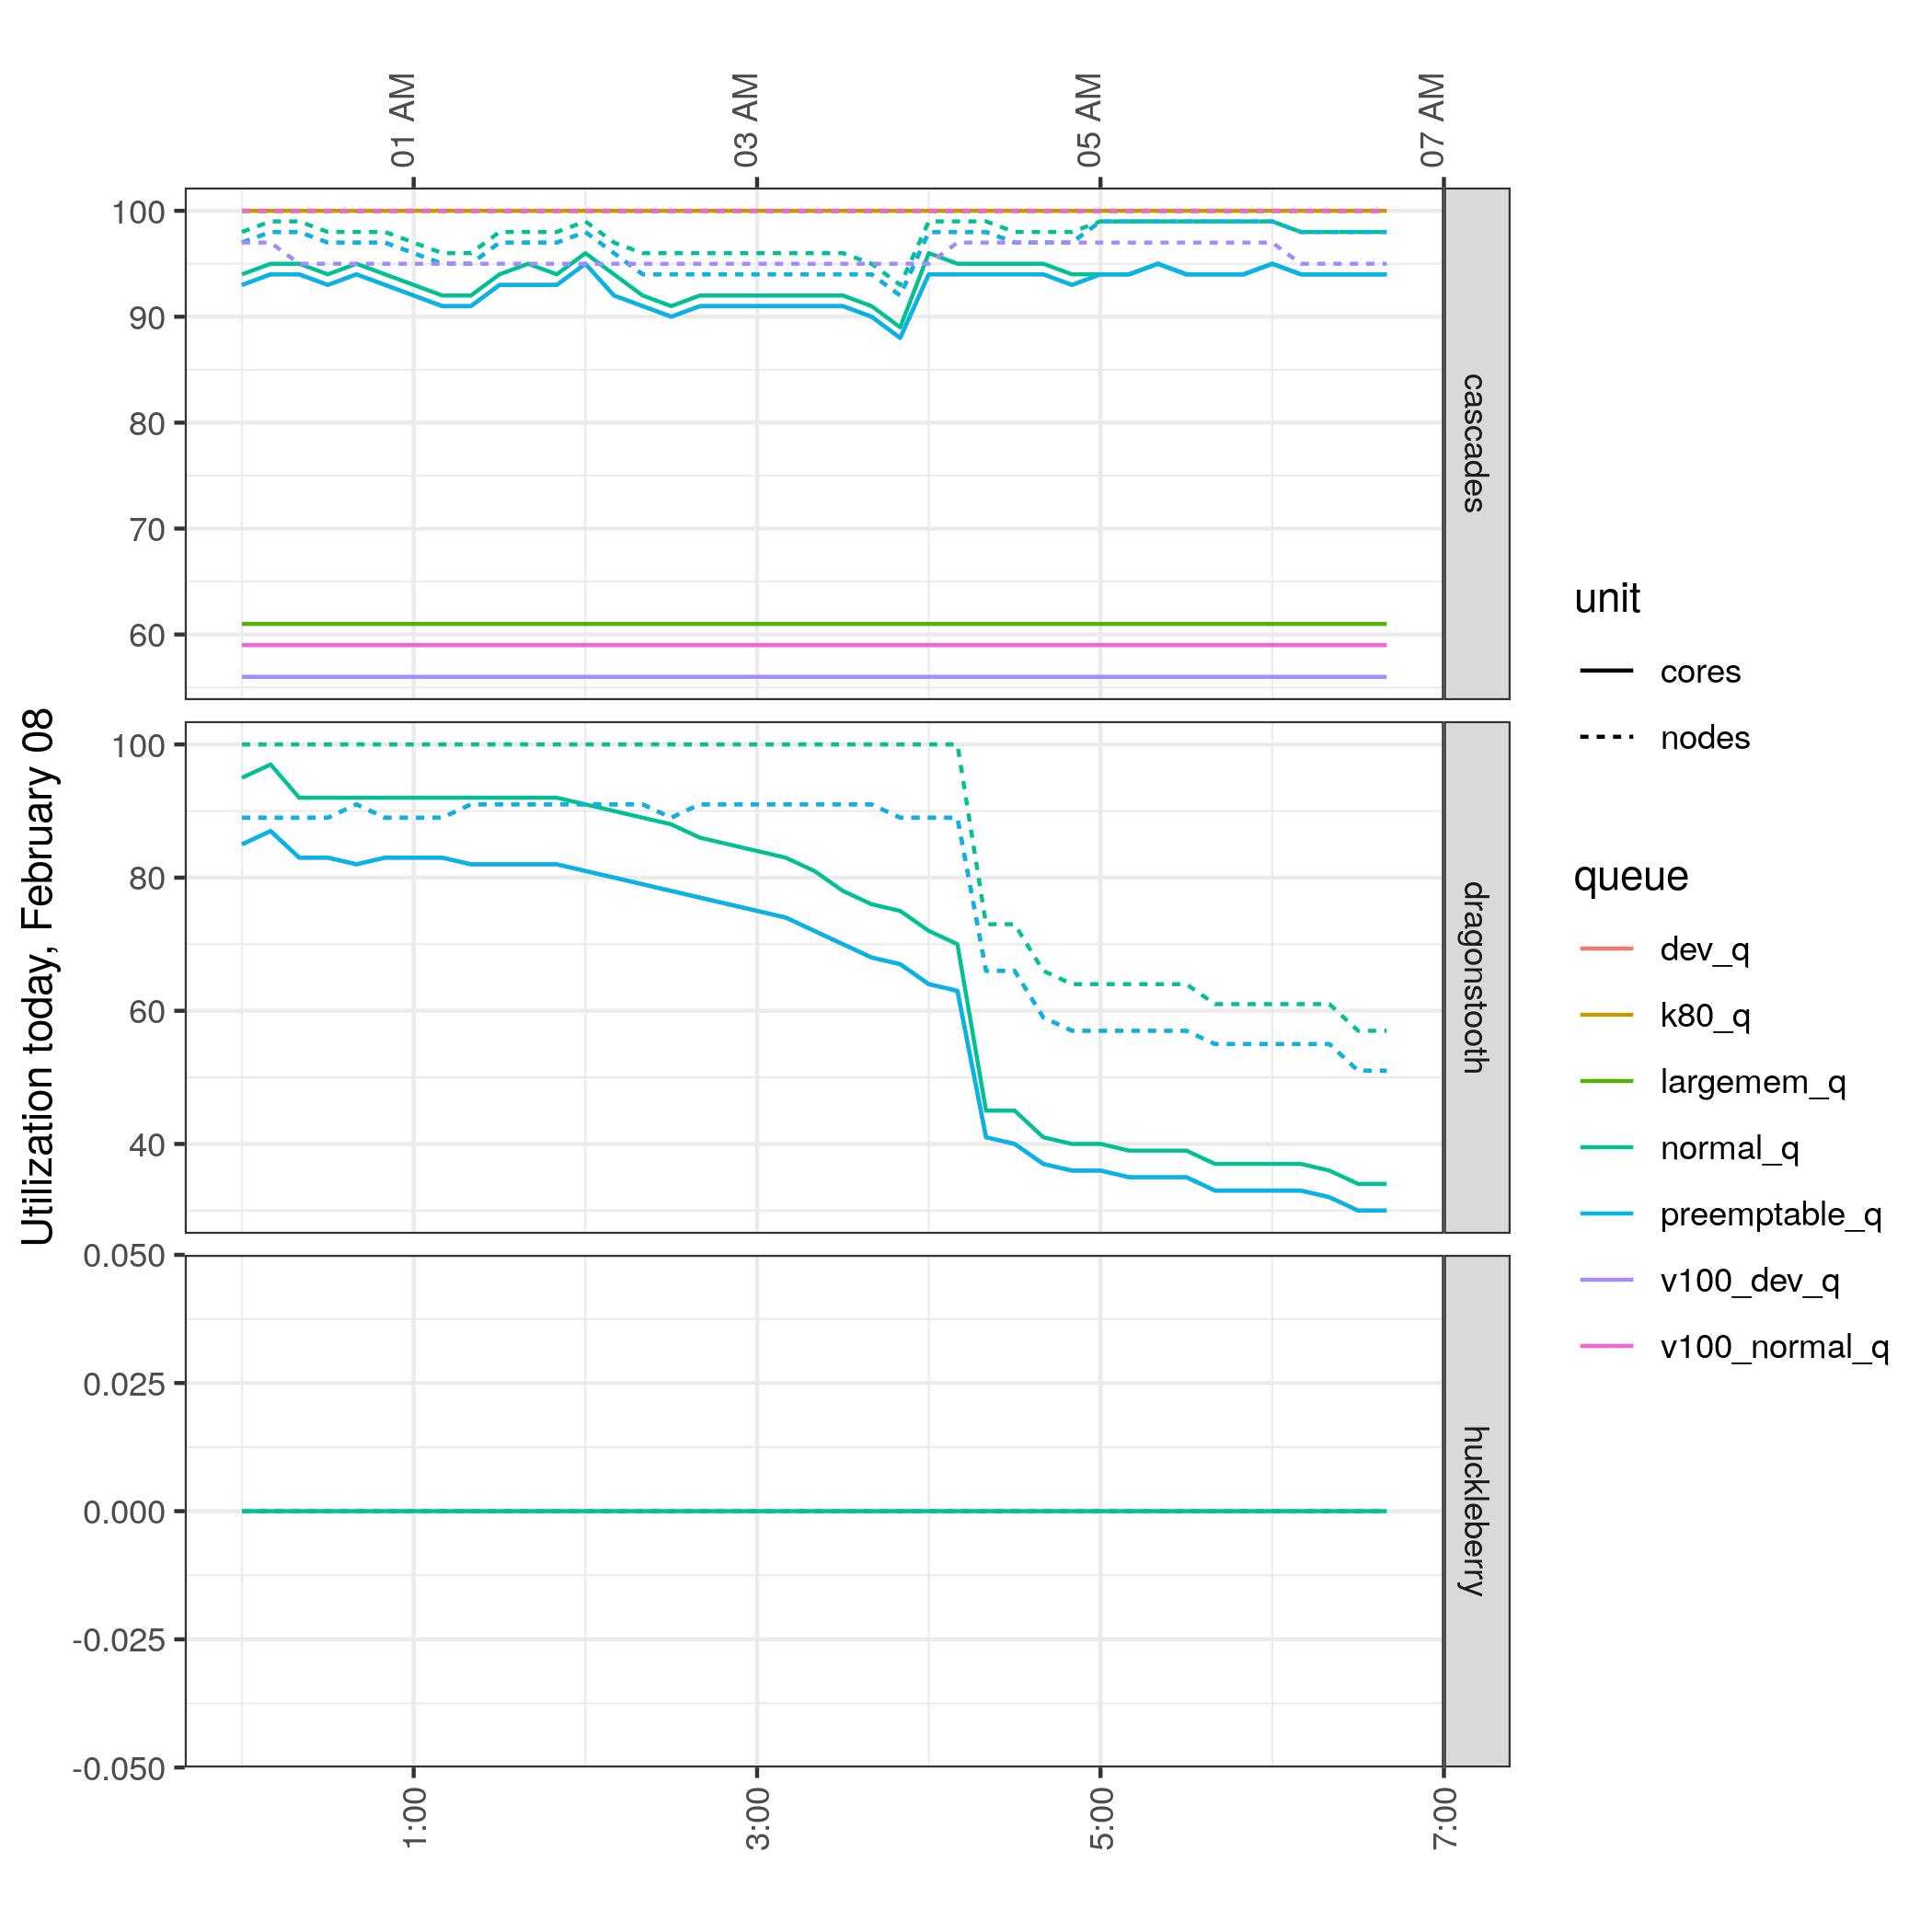 01 AM
03 AM
05 AM
07 AM
Utilization today, February 08
100
90
80
70
60
cascades
100
80
60
40
dragonstooth
0.050
0.025
0.000
-0.025
-0.050
huckleberry
1:00
3:00
5:00
7:00
unit
cores
nodes
queue
dev_q
k80_q
largemem_q
normal_q
preemptable_q
v100_dev_q
v100_normal_q